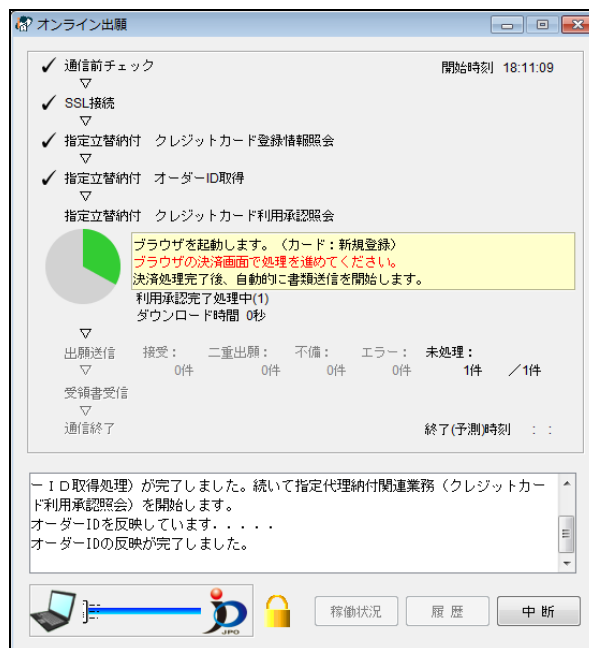 オンライン出願
✓ 通信前チェック 開始時刻 18:11:09
▽
✓ SSL接続
▽
✓ 指定立替納付 クレジットカード登録情報照会
▽
✓ 指定立替納付 オーダーID取得
▽
指定立替納付 クレジットカード利用承認照会
ブラウザを起動します。（カード：新規登録）
ブラウザの決済画面で処理を進めてください。
決済処理完了後、自動的に書類送信を開始します。
利用承認完了処理中(1)
ダウンロード時間 0秒
▽
出願送信 接受： 二重出願： 不備： エラー： 未処理：
▽ 0件 0件 0件 0件 1件 ／1件
受領書受信
▽
通信終了 終了(予測)時刻 : :
ーＩＤ取得処理）が完了しました。続いて指定代理納付関連業務（クレジットカー
ド利用承認照会）を開始します。
オーダーIDを反映しています．．．．．
オーダーIDの反映が完了しました。
JPO
稼働状況 履 歴 中 断